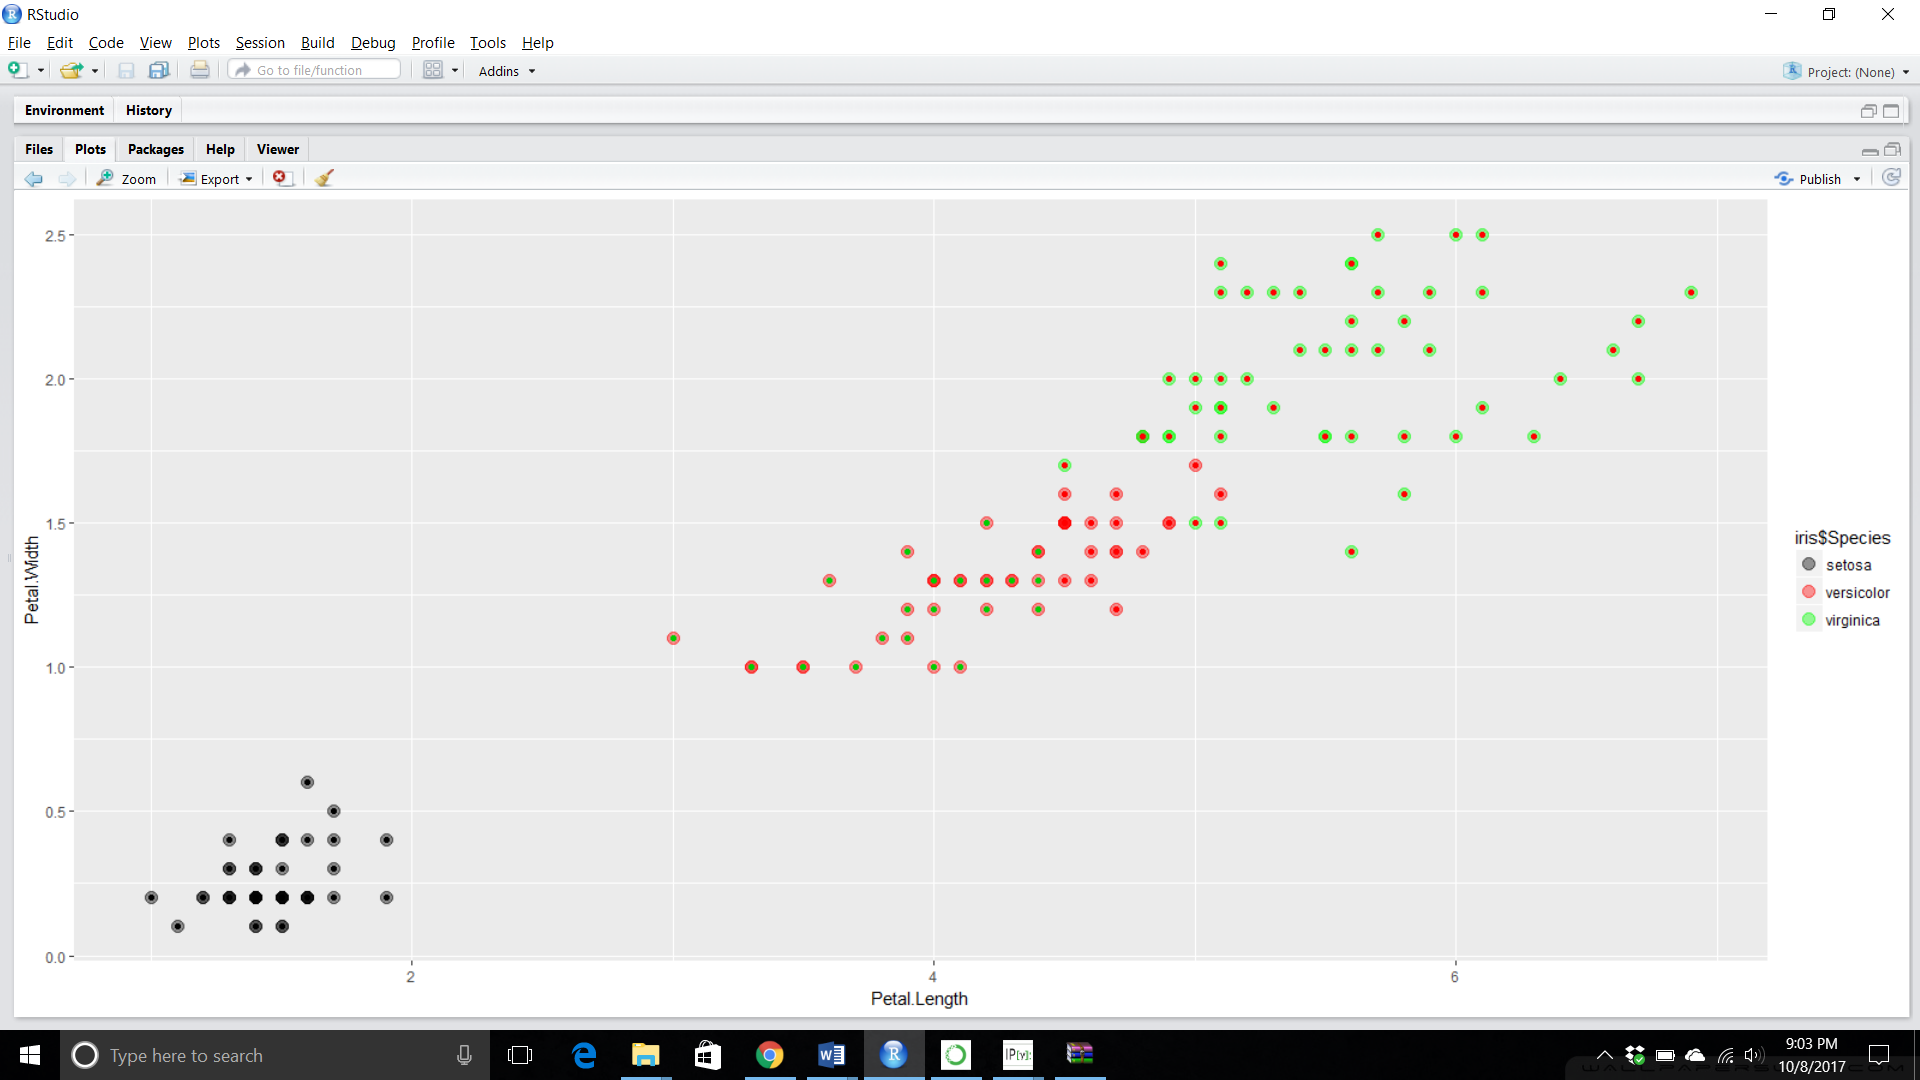 RStudio
File Edit Code View Plots Session Build Debug Profile Tools Help
Go to file/function Addins Project: (None)
Environment History
Files Plots Packages Help Viewer
Zoom Export Publish
2.5
2.0
1.5
1.0
0.5
0.0
Petal.Width
2 4 6
Petal.Length
iris$Species
setosa
versicolor
virginica
Type here to search
IP[y]:
9:03 PM
10/8/2017